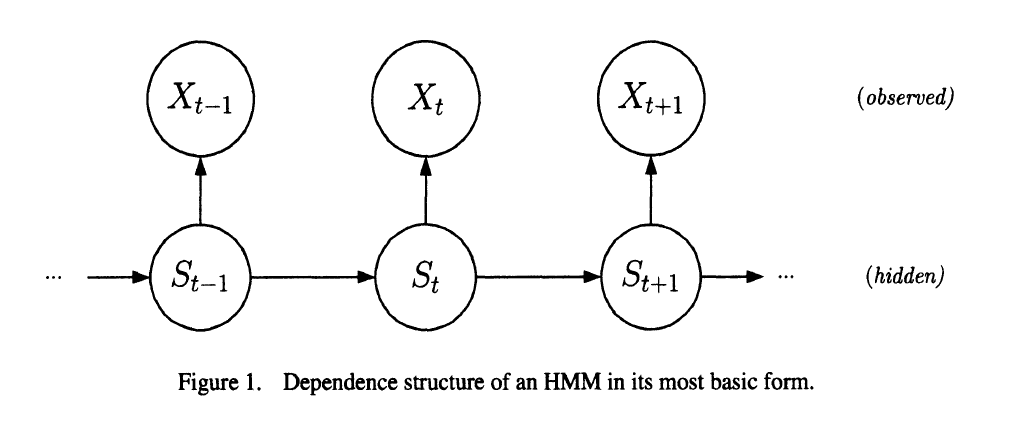 X_{t-1} X_t X_{t+1} (observed)
... S_{t-1} S_t S_{t+1} ... (hidden)
Figure 1. Dependence structure of an HMM in its most basic form.